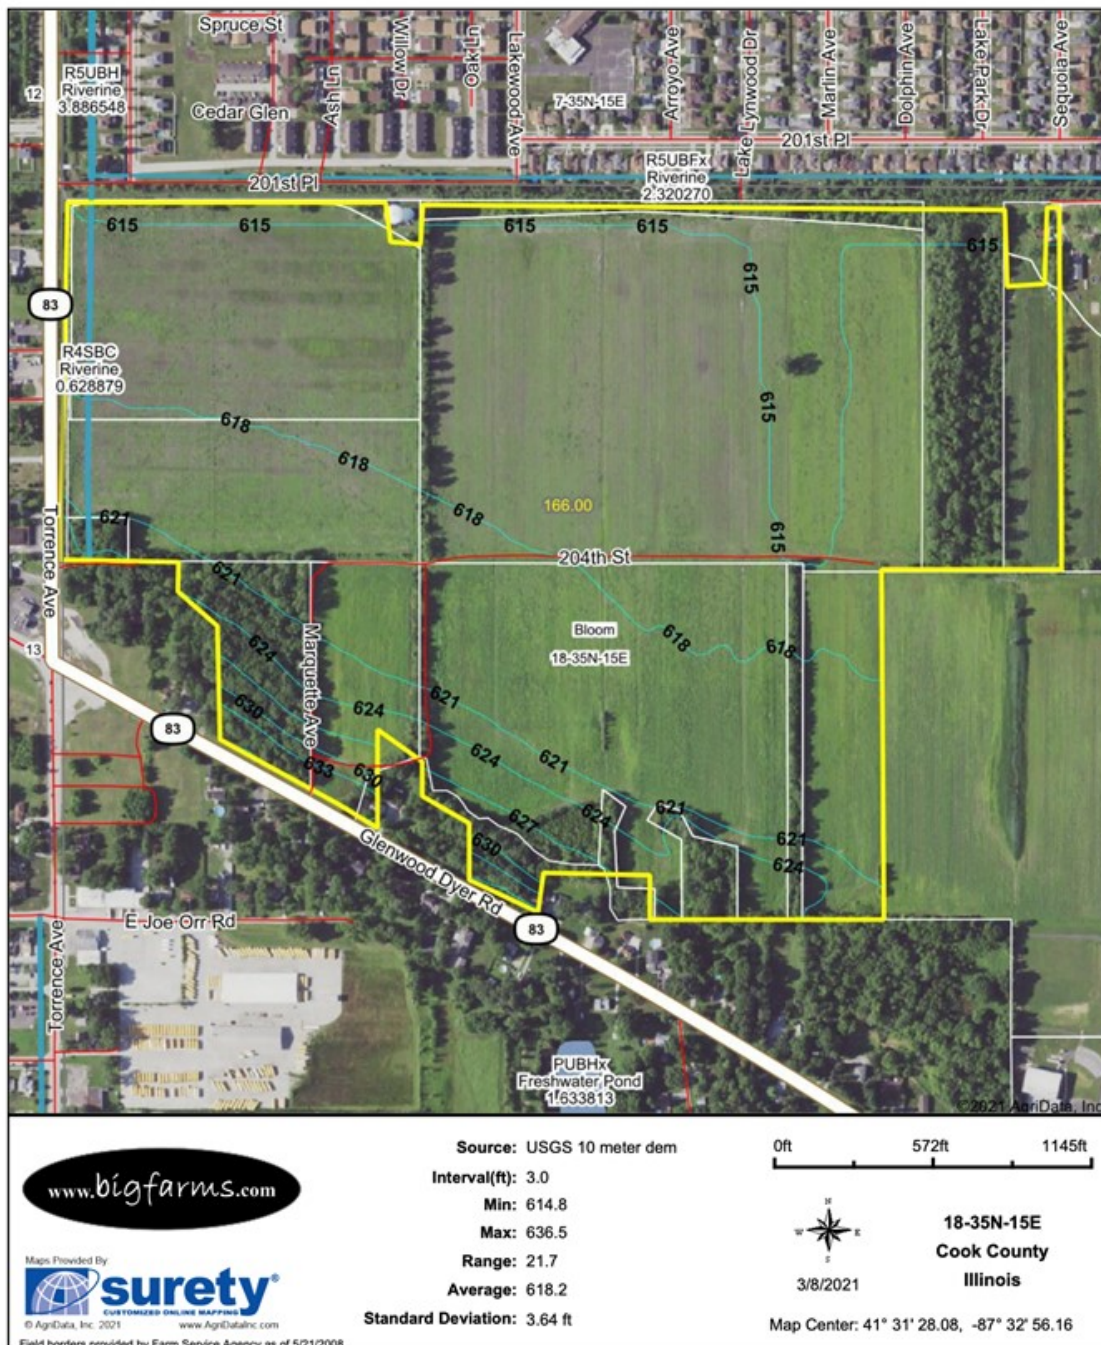 Spruce St
Willow Dr
Oak Ln
Lakewood Ave
Arroyo Ave
Lake Lynwood Dr
Marlin Ave
Dolphin Ave
Lake Park Dr
Sequoia Ave
R5UBH
Riverine
3.886548
12
Ash Ln
Cedar Glen
7-35N-15E
201st Pl
R5UBFx
Riverine
2.320270
201st Pl
615
615
615
615
615
615
83
615
R4SBC
Riverine
0.628879
615
618
618
618
166.00
621
Torrence Ave
615
204th St
621
Bloom
18-35N-15E
618
618
624
Marquette Ave
13
621
624
630
83
624
621
633
630
627
624
621
621
630
624
Glenwood Dyer Rd
83
E Joe Orr Rd
Torrence Ave
PUBHx
Freshwater Pond
1.633813
©2021 AgriData, Inc
www.bigfarms.com
Maps Provided By:
surety®
CUSTOMIZED ONLINE MAPPING
© AgriData, Inc. 2021 www.AgriDataInc.com
Field borders provided by Farm Service Agency as of 5/21/2008.
Source: USGS 10 meter dem
Interval(ft): 3.0
Min: 614.8
Max: 636.5
Range: 21.7
Average: 618.2
Standard Deviation: 3.64 ft
0ft 572ft 1145ft
N
W E
S
3/8/2021
18-35N-15E
Cook County
Illinois
Map Center: 41° 31' 28.08, -87° 32' 56.16